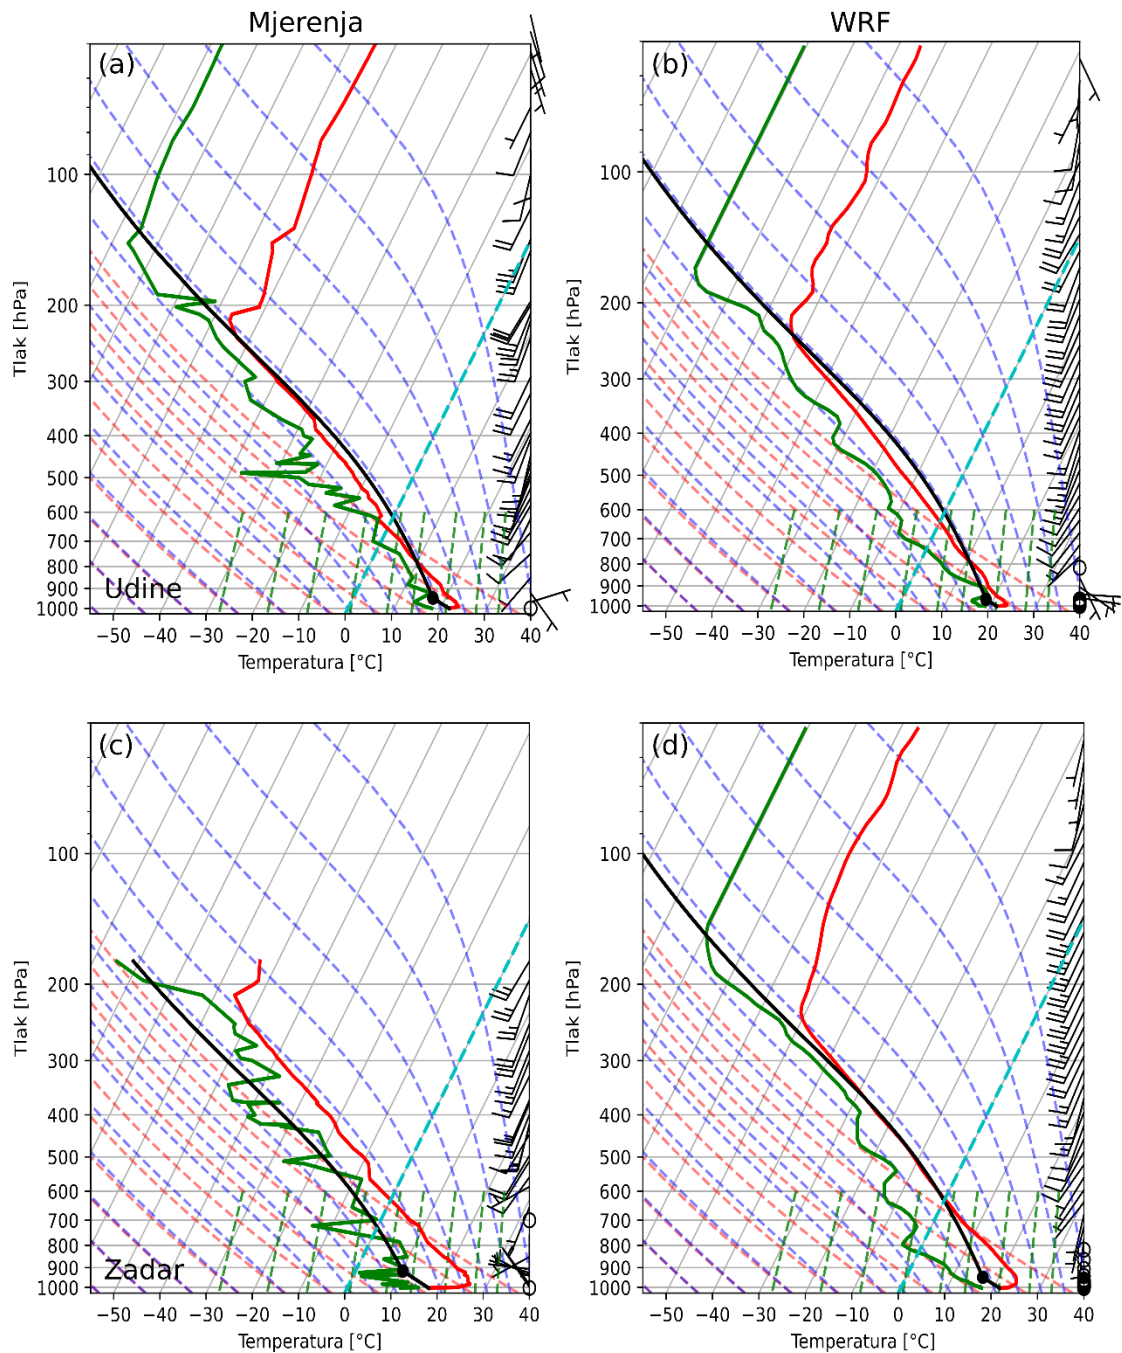 Mjerenja WRF
(a) (b)
100 100
200 200
300 300
400 400
500 500
600 600
700 700
800 800
900 900
1000 1000
Tlak [hPa] Tlak [hPa]
Udine
−50 −40 −30 −20 −10 0 10 20 30 40 −50 −40 −30 −20 −10 0 10 20 30 40
Temperatura [°C] Temperatura [°C]
(c) (d)
100 100
200 200
300 300
400 400
500 500
600 600
700 700
800 800
900 900
1000 1000
Tlak [hPa] Tlak [hPa]
Zadar
−50 −40 −30 −20 −10 0 10 20 30 40 −50 −40 −30 −20 −10 0 10 20 30 40
Temperatura [°C] Temperatura [°C]